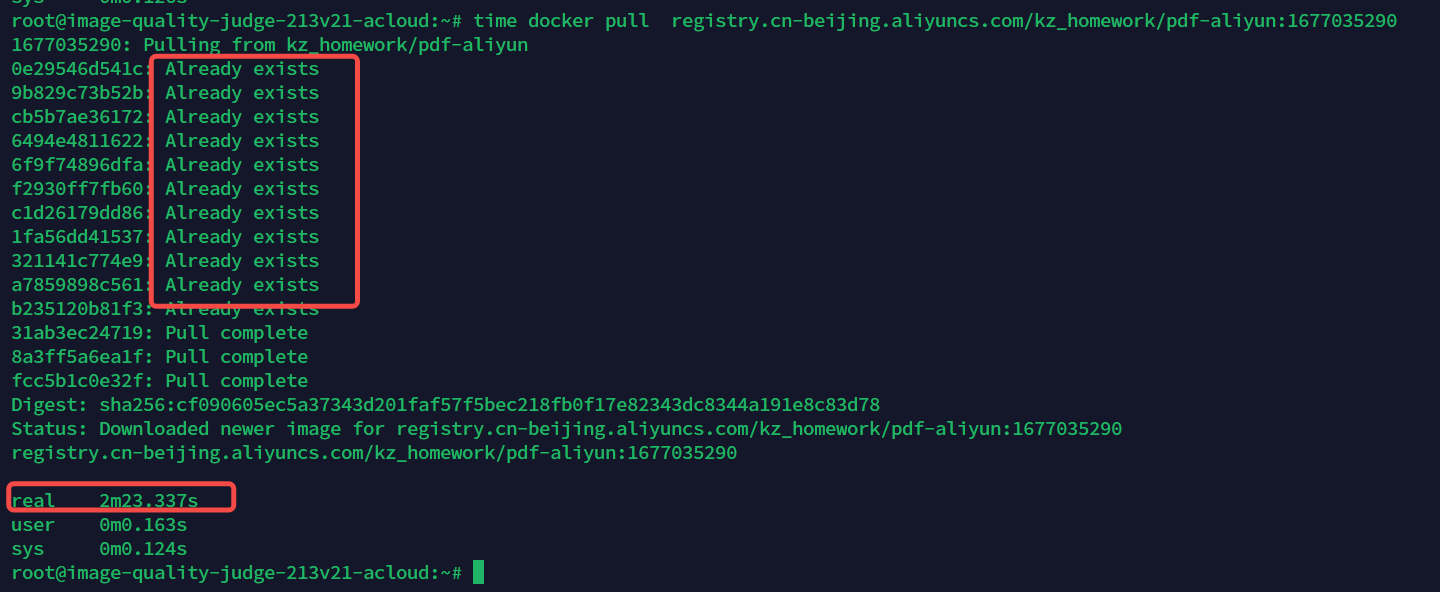 root@image-quality-judge-213v21-acloud:~# time docker pull  registry.cn-beijing.aliyuncs.com/kz_homework/pdf-aliyun:1677035290
1677035290: Pulling from kz_homework/pdf-aliyun
0e29546d541c: Already exists
9b829c73b52b: Already exists
cb5b7ae36172: Already exists
6494e4811622: Already exists
6f9f74896dfa: Already exists
f2930ff7fb60: Already exists
c1d26179dd86: Already exists
1fa56dd41537: Already exists
321141c774e9: Already exists
a7859898c561: Already exists
b235120b81f3: Already exists
31ab3ec24719: Pull complete
8a3ff5a6ea1f: Pull complete
fcc5b1c0e32f: Pull complete
Digest: sha256:cf090605ec5a37343d201faf57f5bec218fb0f17e82343dc8344a191e8c83d78
Status: Downloaded newer image for registry.cn-beijing.aliyuncs.com/kz_homework/pdf-aliyun:1677035290
registry.cn-beijing.aliyuncs.com/kz_homework/pdf-aliyun:1677035290
real    2m23.337s
user    0m0.163s
sys     0m0.124s
root@image-quality-judge-213v21-acloud:~#